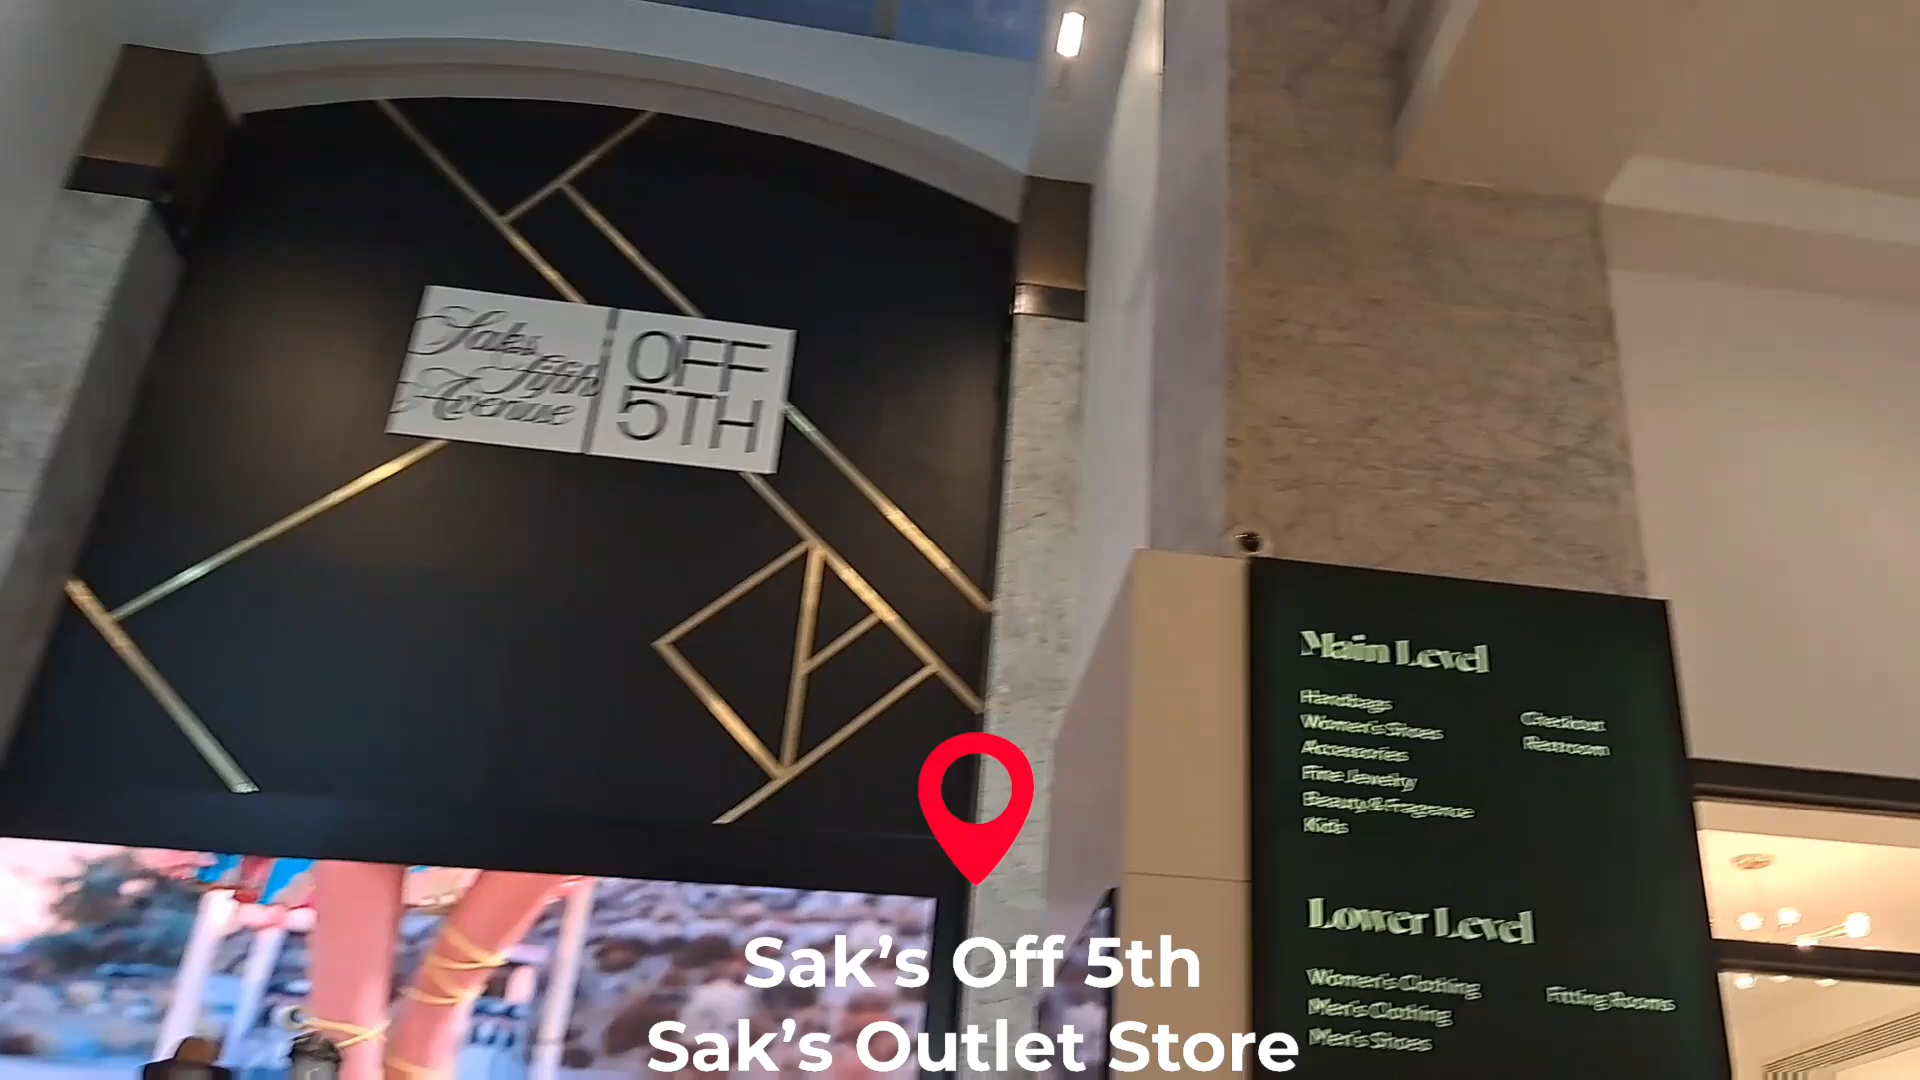 Saks
Fifth
Avenue
OFF
5TH
Main Level
Handbags
Women's Shoes
Accessories
Fine Jewelry
Beauty & Fragrance
Kids
Checkout
Restroom
Lower Level
Women's Clothing
Men's Clothing
Men's Shoes
Fitting Rooms
Sak’s Off 5th
Sak’s Outlet Store